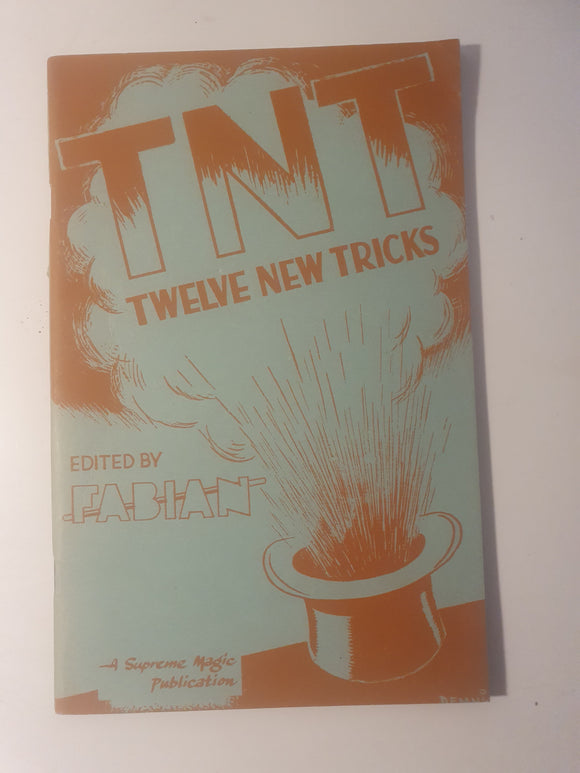 TNT
TWELVE NEW TRICKS
EDITED BY
FABIAN
A Supreme Magic
Publication